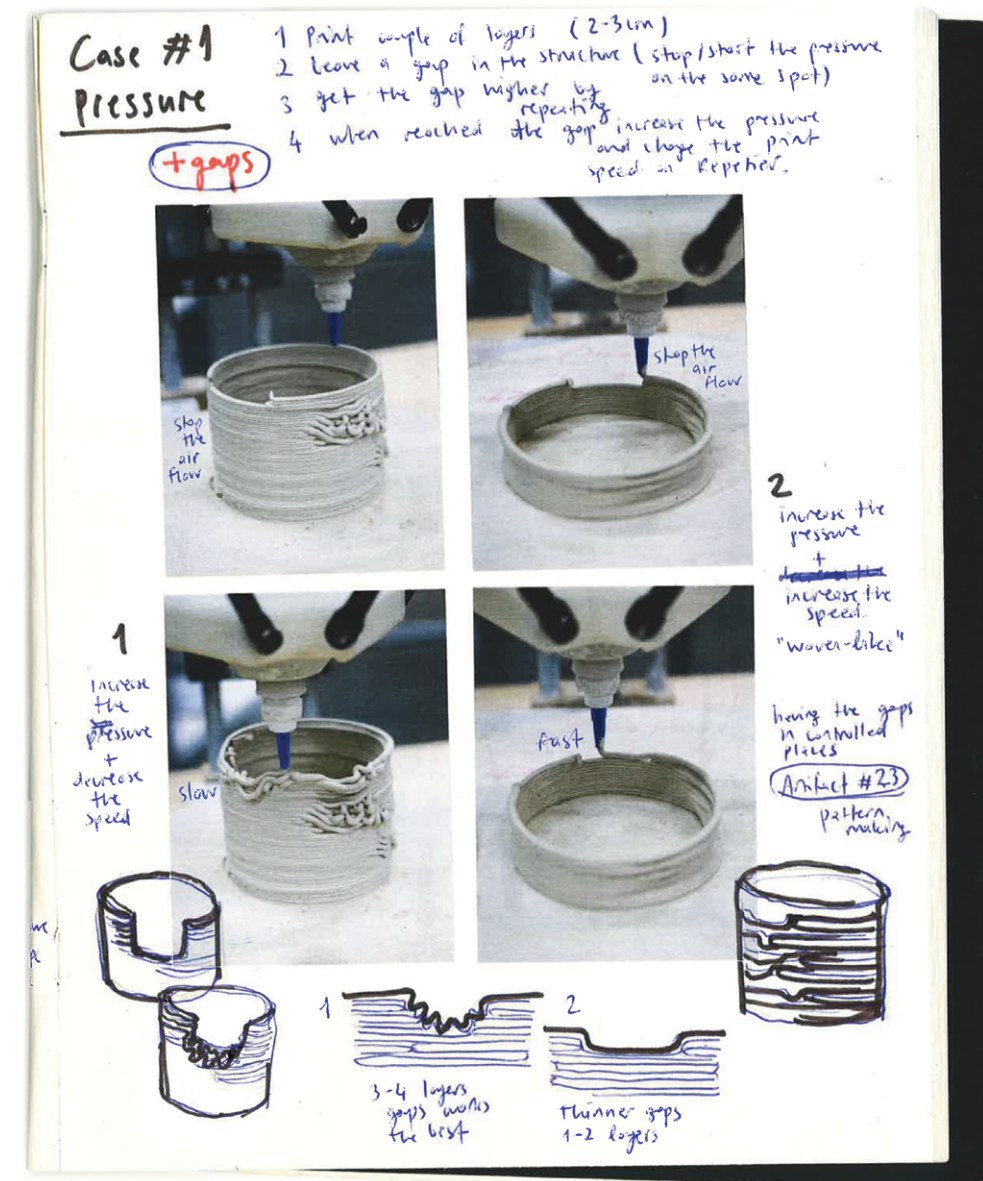 Case #1
Pressure
+gaps
1 Print couple of layers (2-3cm)
2 Leave a gap in the structure (stop/start the pressure
on the same spot)
3 get the gap higher by
repeating
4 when reached the gap increase the pressure
and chage the print
speed on Repetier.
stop
the
air
flow
stop the
air
flow
2
increase the
pressure
+
increase the
speed.
"waver-like"
1
increase
the
pressure
+
decrease
the
speed
slow
fast
having the gaps
in controlled
places
Artifact #23
pattern
making
1
2
3-4 layers
gaps works
the best
thinner gaps
1-2 layers